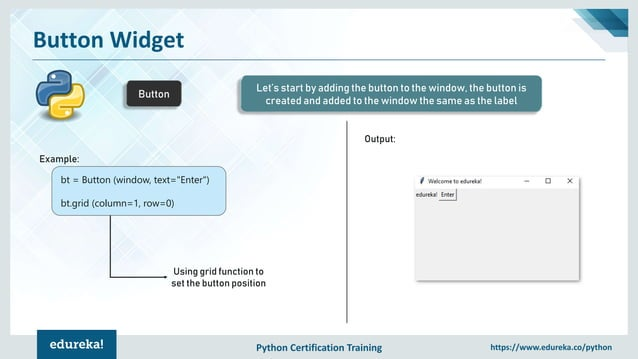 Button Widget
Button
Let's start by adding the button to the window, the button is
created and added to the window the same as the label
Example:
bt = Button (window, text="Enter")
bt.grid (column=1, row=0)
Using grid function to
set the button position
Output:
Welcome to edureka!
edureka! Enter
edureka!
Python Certification Training
https://www.edureka.co/python